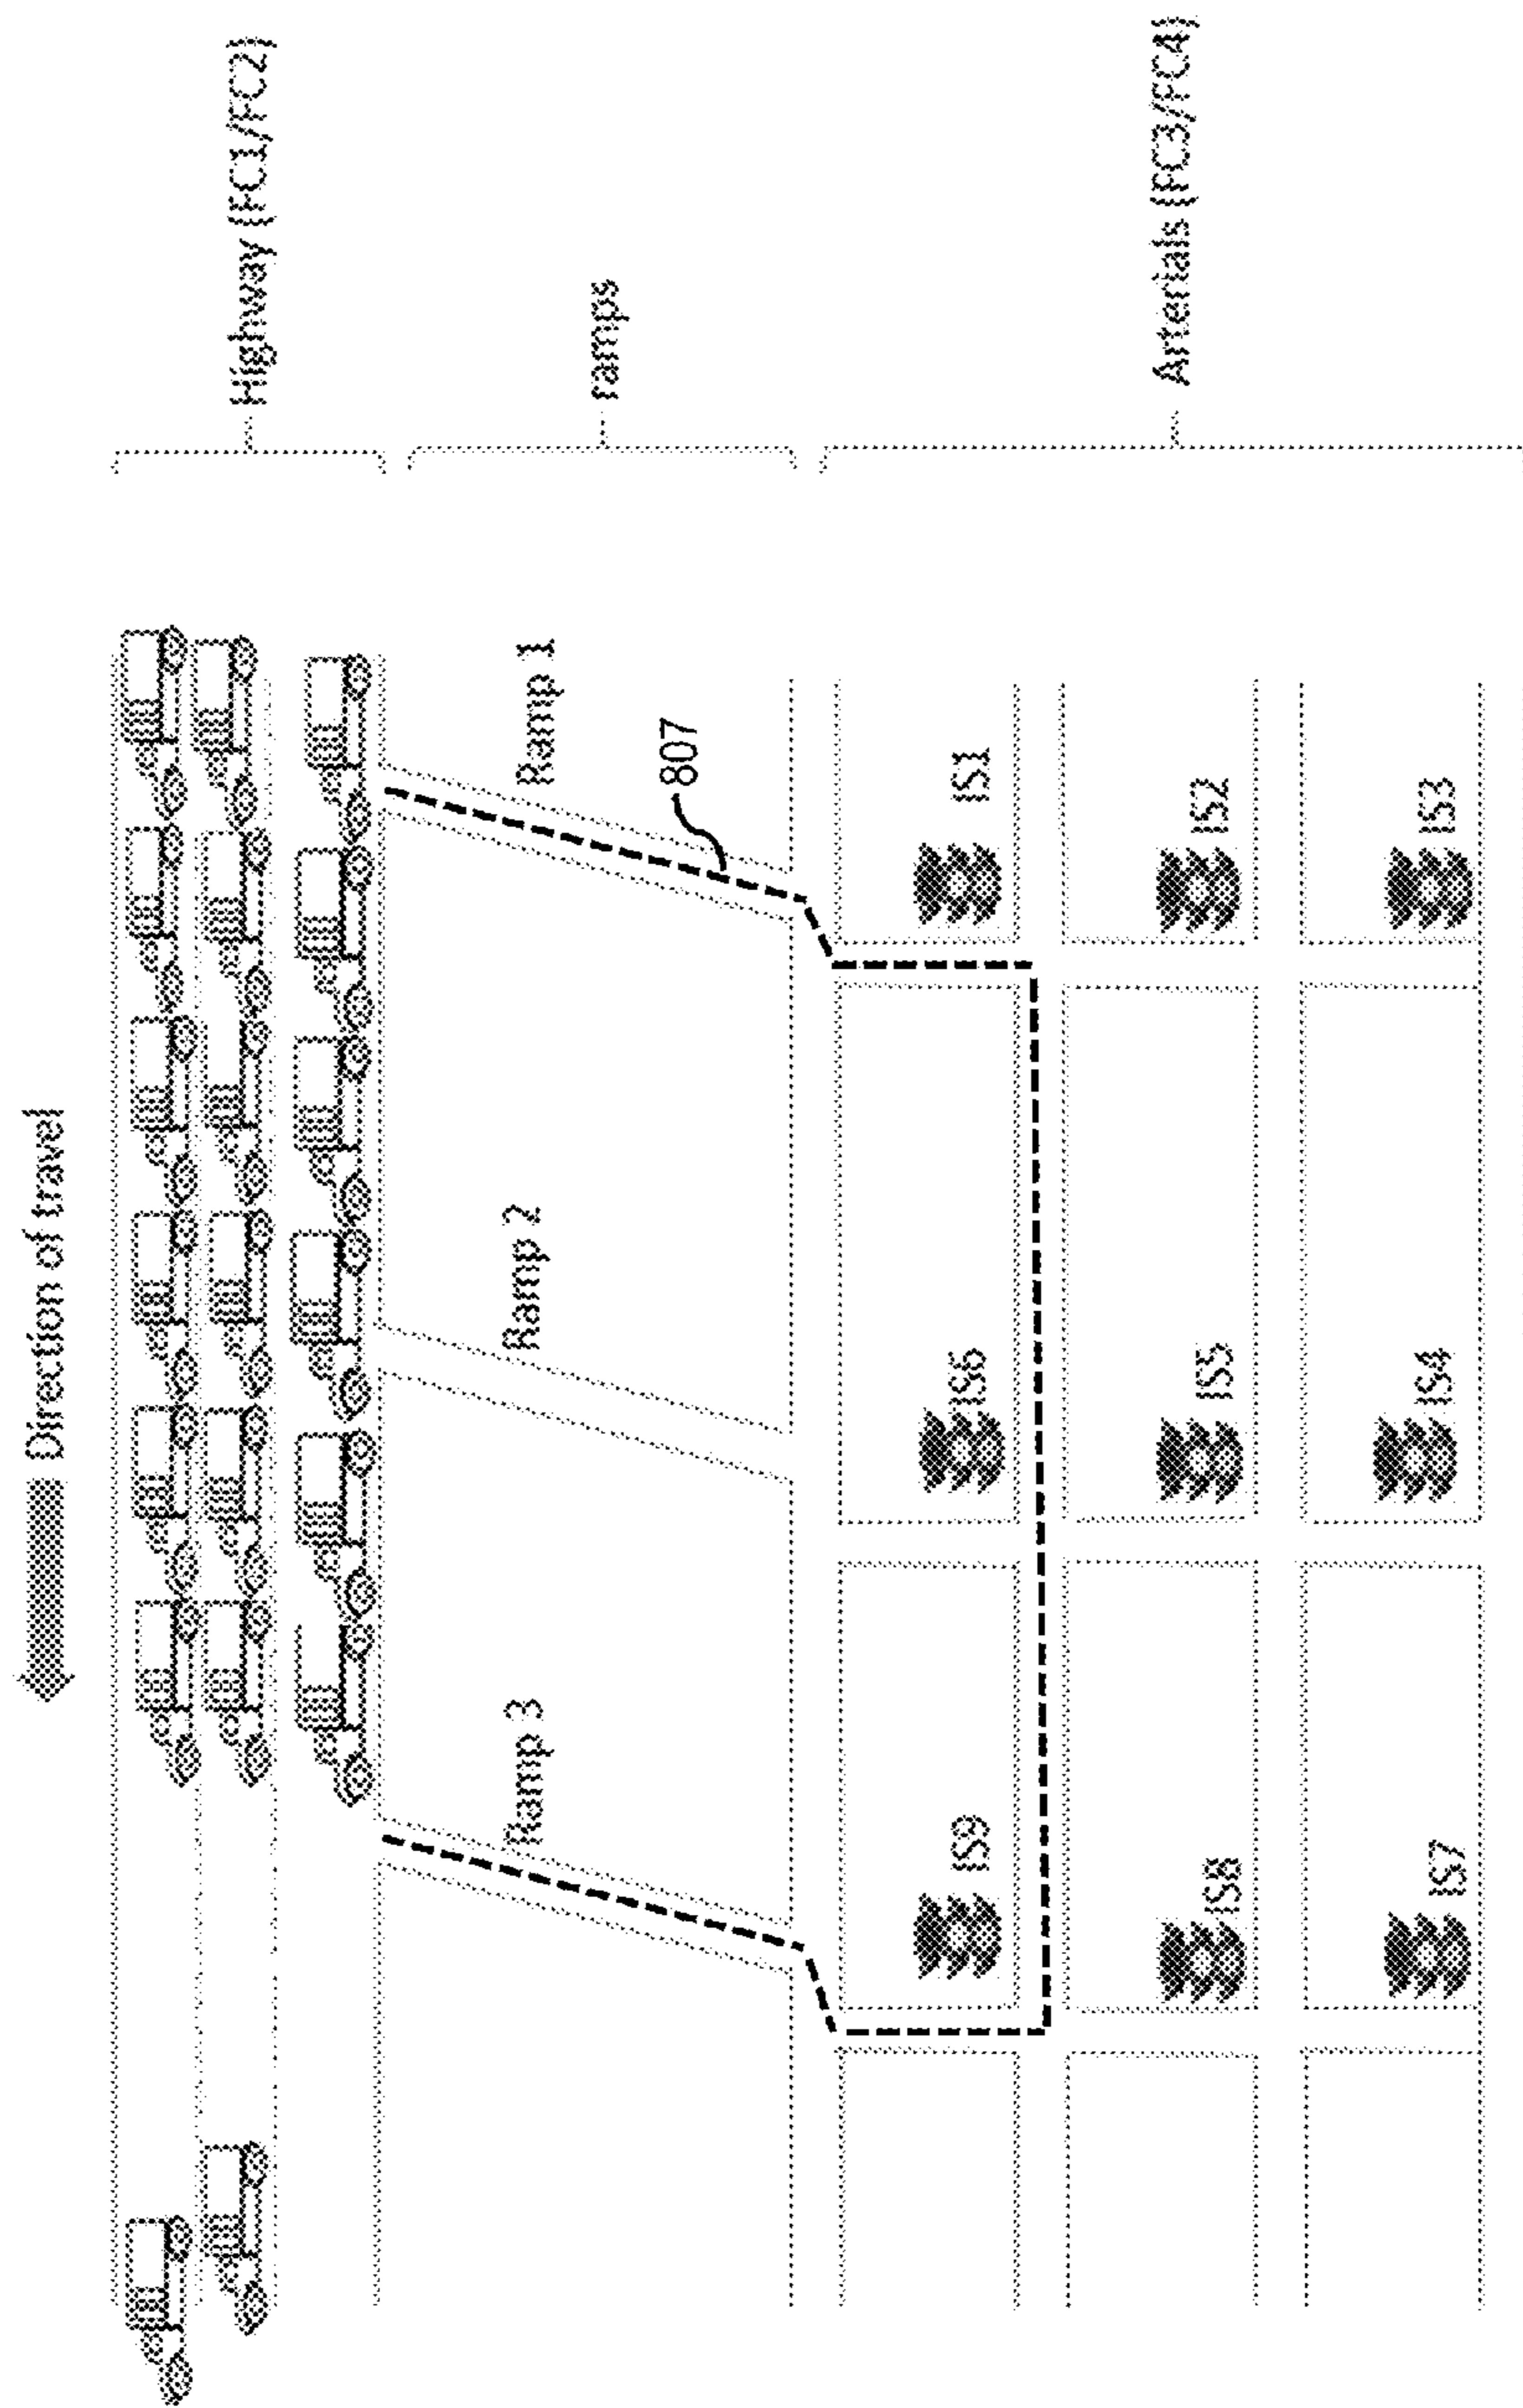 Direction of travel
Highway (FC1/FC2)
ramps
Arterials (FC3/FC4)
Ramp 3
Ramp 2
Ramp 1
807
IS9
IS6
IS1
IS8
IS5
IS2
IS7
IS4
IS3